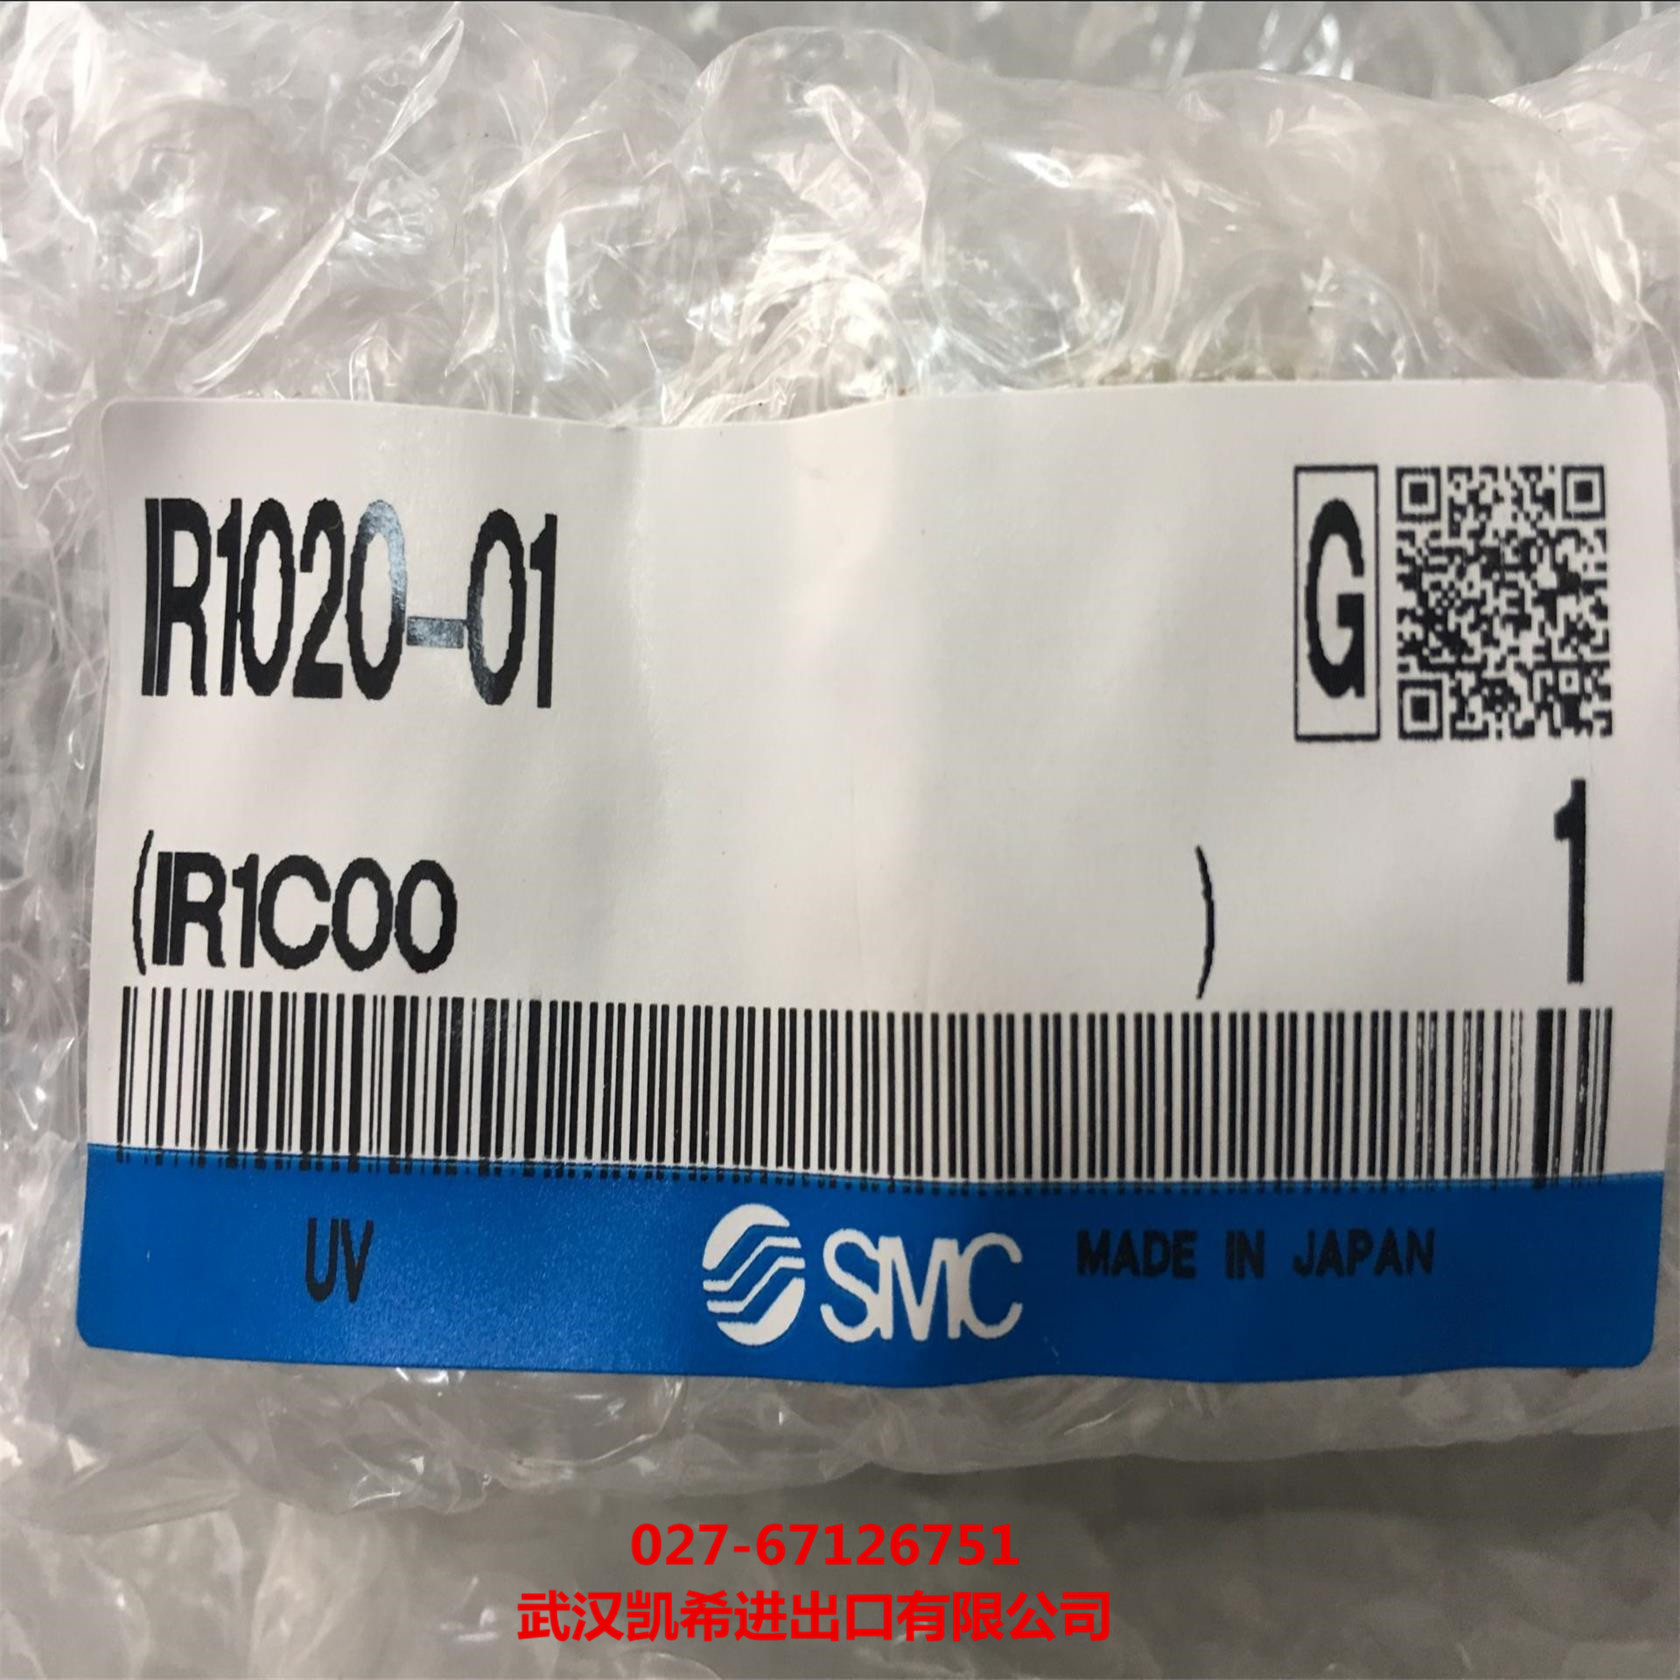 IR1020-01
G
(IR1C00 )
1
UV
SMC
MADE IN JAPAN
027-67126751
武汉凯希进出口有限公司